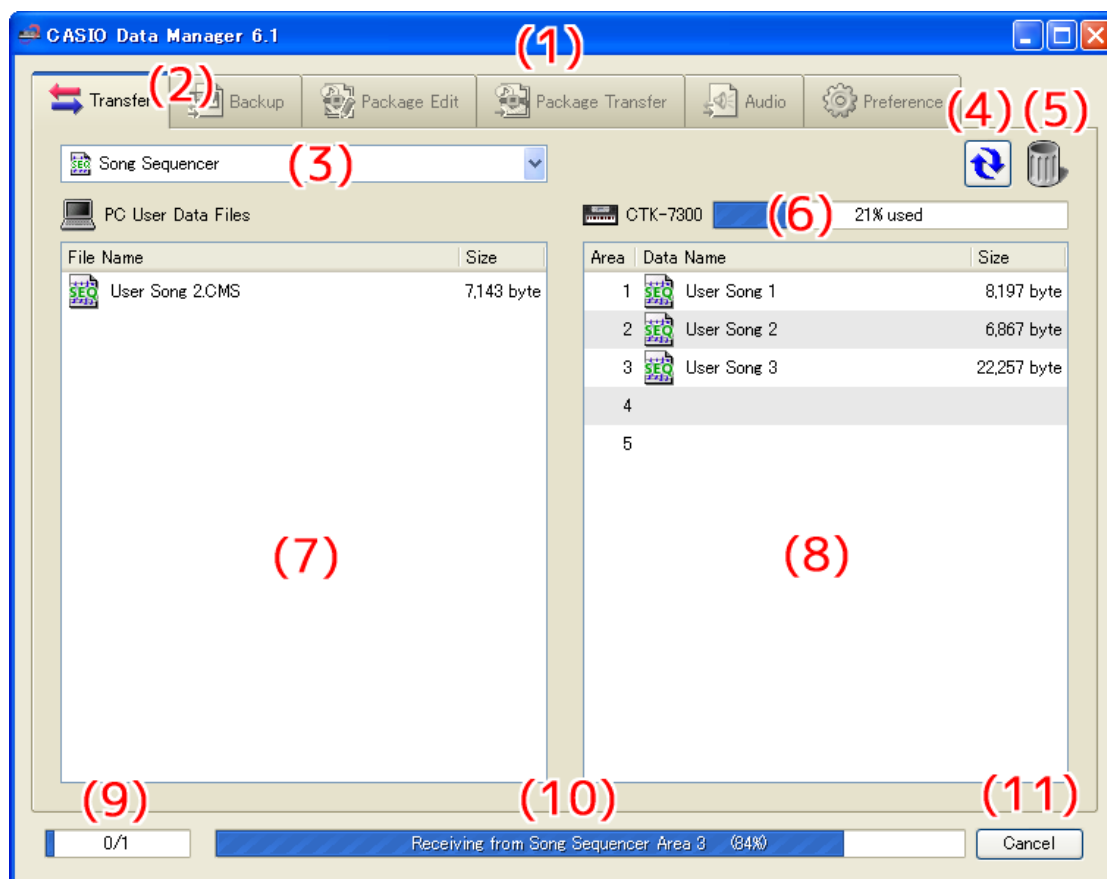 CASIO Data Manager 6.1
(1)
Transfer
(2)
Backup
Package Edit
Package Transfer
Audio
Preference
(4)
(5)
Song Sequencer
(3)
PC User Data Files
CTK-7300
(6)
21% used
File Name Size
User Song 2.CMS 7,143 byte
Area Data Name Size
1 SEQ User Song 1 8,197 byte
2 SEQ User Song 2 6,867 byte
3 SEQ User Song 3 22,257 byte
4
5
(7)
(8)
(9)
(10)
(11)
0/1
Receiving from Song Sequencer Area 3 (84%)
Cancel